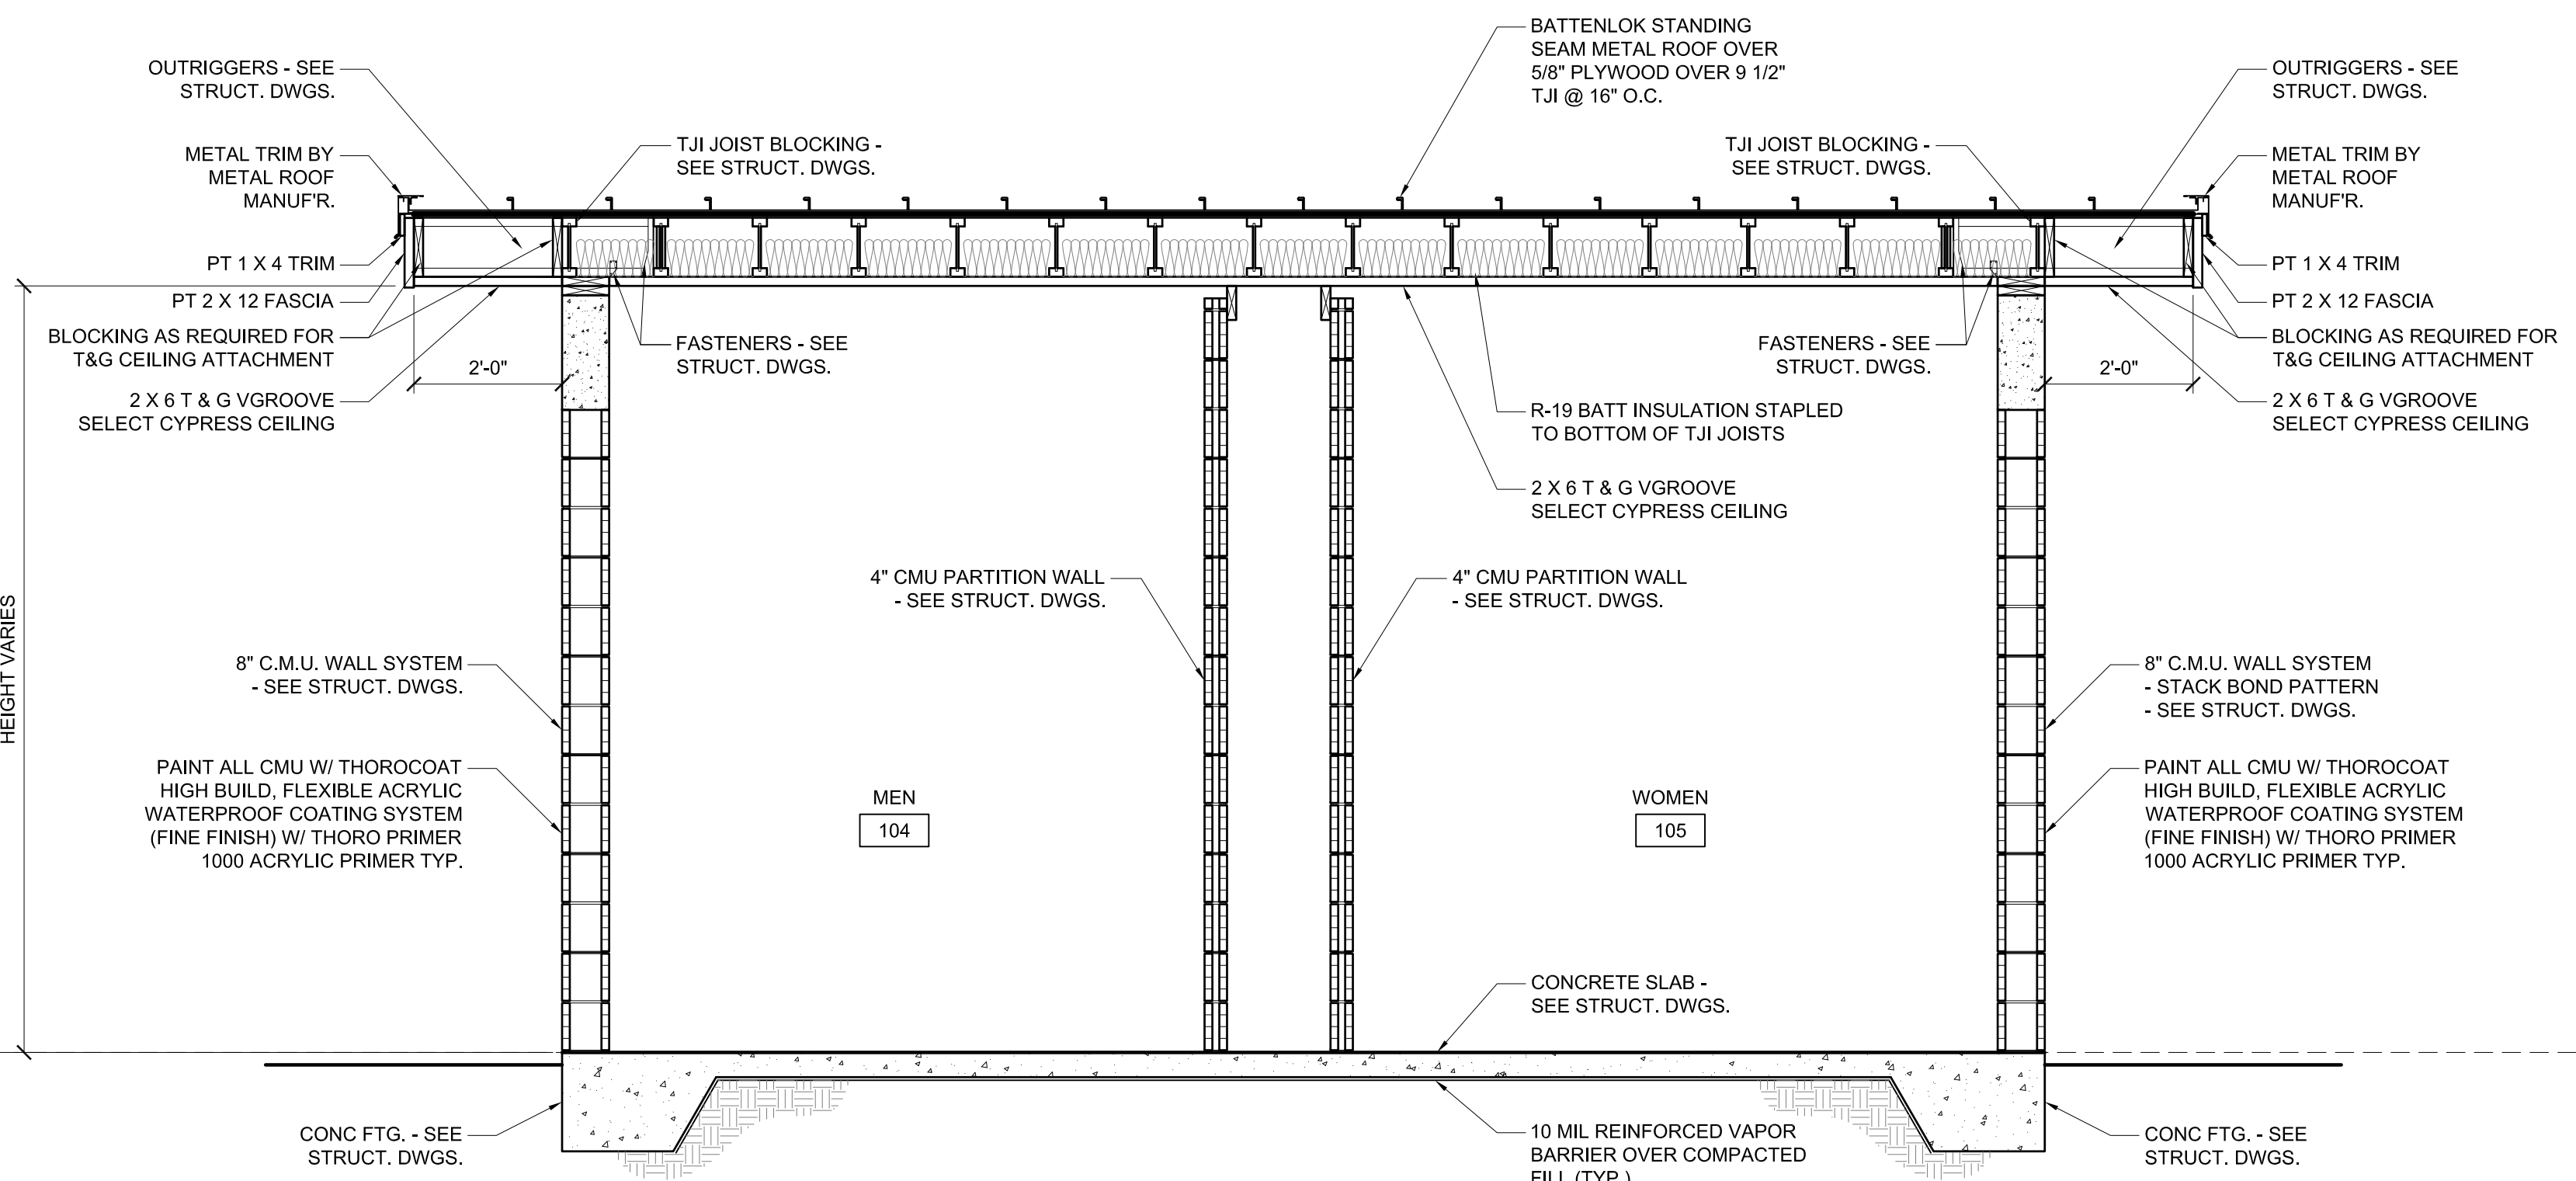 BATTENLOK STANDING
SEAM METAL ROOF OVER
5/8" PLYWOOD OVER 9 1/2"
TJI @ 16" O.C.
OUTRIGGERS - SEE
STRUCT. DWGS.
OUTRIGGERS - SEE
STRUCT. DWGS.
TJI JOIST BLOCKING -
SEE STRUCT. DWGS.
TJI JOIST BLOCKING -
SEE STRUCT. DWGS.
METAL TRIM BY
METAL ROOF
MANUF'R.
METAL TRIM BY
METAL ROOF
MANUF'R.
PT 1 X 4 TRIM
PT 2 X 12 FASCIA
BLOCKING AS REQUIRED FOR
T&G CEILING ATTACHMENT
2 X 6 T & G VGROOVE
SELECT CYPRESS CEILING
2'-0"
FASTENERS - SEE
STRUCT. DWGS.
FASTENERS - SEE
STRUCT. DWGS.
2'-0"
PT 1 X 4 TRIM
PT 2 X 12 FASCIA
BLOCKING AS REQUIRED FOR
T&G CEILING ATTACHMENT
2 X 6 T & G VGROOVE
SELECT CYPRESS CEILING
R-19 BATT INSULATION STAPLED
TO BOTTOM OF TJI JOISTS
2 X 6 T & G VGROOVE
SELECT CYPRESS CEILING
4" CMU PARTITION WALL
- SEE STRUCT. DWGS.
4" CMU PARTITION WALL
- SEE STRUCT. DWGS.
HEIGHT VARIES
8" C.M.U. WALL SYSTEM
- SEE STRUCT. DWGS.
8" C.M.U. WALL SYSTEM
- STACK BOND PATTERN
- SEE STRUCT. DWGS.
PAINT ALL CMU W/ THOROCOAT
HIGH BUILD, FLEXIBLE ACRYLIC
WATERPROOF COATING SYSTEM
(FINE FINISH) W/ THORO PRIMER
1000 ACRYLIC PRIMER TYP.
MEN
104
WOMEN
105
PAINT ALL CMU W/ THOROCOAT
HIGH BUILD, FLEXIBLE ACRYLIC
WATERPROOF COATING SYSTEM
(FINE FINISH) W/ THORO PRIMER
1000 ACRYLIC PRIMER TYP.
CONCRETE SLAB -
SEE STRUCT. DWGS.
CONC FTG. - SEE
STRUCT. DWGS.
10 MIL REINFORCED VAPOR
BARRIER OVER COMPACTED
FILL (TYP.)
CONC FTG. - SEE
STRUCT. DWGS.